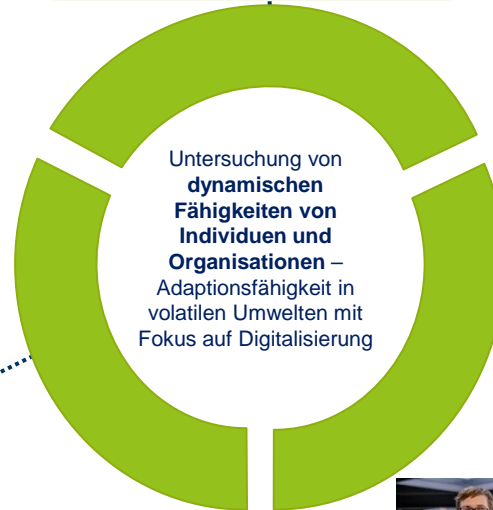 Untersuchung von
dynamischen
Fähigkeiten von
Individuen und
Organisationen –
Adaptionsfähigkeit in
volatilen Umwelten mit
Fokus auf Digitalisierung